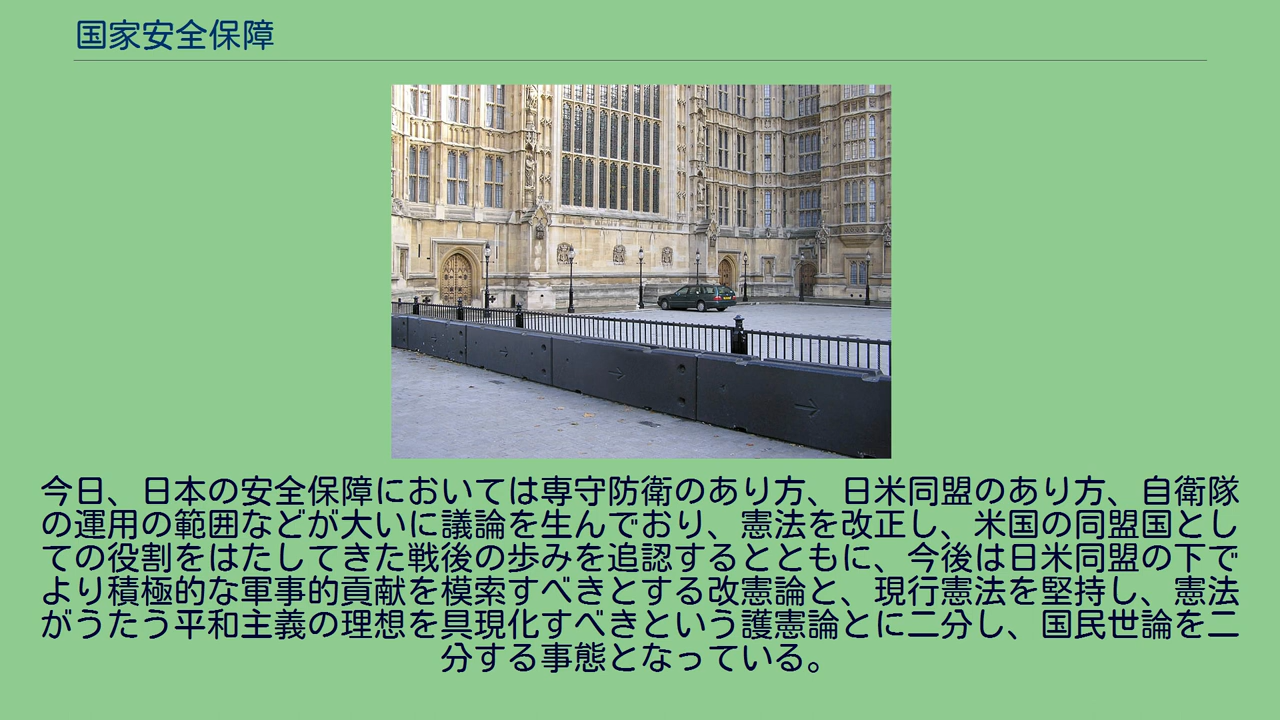 国家安全保障
今日、日本の安全保障においては専守防衛のあり方、日米同盟のあり方、自衛隊
の運用の範囲などが大いに議論を生んでおり、憲法を改正し、米国の同盟国とし
ての役割をはたしてきた戦後の歩みを追認するとともに、今後は日米同盟の下で
より積極的な軍事的貢献を模索すべきとする改憲論と、現行憲法を堅持し、憲法
がうたう平和主義の理想を具現化すべきという護憲論とに二分し、国民世論を二
分する事態となっている。